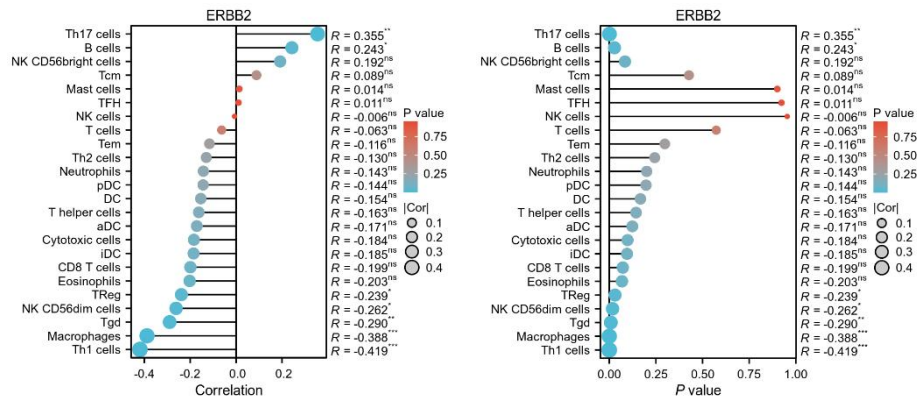 ERBB2
Th17 cells R = 0.355**
B cells R = 0.243*
NK CD56bright cells R = 0.192ns
Tcm R = 0.089ns
Mast cells R = 0.014ns
TFH R = 0.011ns
NK cells R = -0.006ns
T cells R = -0.063ns
Tem R = -0.116ns
Th2 cells R = -0.130ns
Neutrophils R = -0.143ns
pDC R = -0.144ns
DC R = -0.154ns
T helper cells R = -0.163ns
aDC R = -0.171ns
Cytotoxic cells R = -0.184ns
iDC R = -0.185ns
CD8 T cells R = -0.199ns
Eosinophils R = -0.203ns
TReg R = -0.239*
NK CD56dim cells R = -0.262*
Tgd R = -0.290**
Macrophages R = -0.388***
Th1 cells R = -0.419***
-0.4 -0.2 0.0 0.2
Correlation
P value
0.75
0.50
0.25
|Cor|
0.1
0.2
0.3
0.4
ERBB2
Th17 cells R = 0.355**
B cells R = 0.243*
NK CD56bright cells R = 0.192ns
Tcm R = 0.089ns
Mast cells R = 0.014ns
TFH R = 0.011ns
NK cells R = -0.006ns
T cells R = -0.063ns
Tem R = -0.116ns
Th2 cells R = -0.130ns
Neutrophils R = -0.143ns
pDC R = -0.144ns
DC R = -0.154ns
T helper cells R = -0.163ns
aDC R = -0.171ns
Cytotoxic cells R = -0.184ns
iDC R = -0.185ns
CD8 T cells R = -0.199ns
Eosinophils R = -0.203ns
TReg R = -0.239*
NK CD56dim cells R = -0.262*
Tgd R = -0.290**
Macrophages R = -0.388***
Th1 cells R = -0.419***
0.00 0.25 0.50 0.75 1.00
P value
P value
0.75
0.50
0.25
|Cor|
0.1
0.2
0.3
0.4